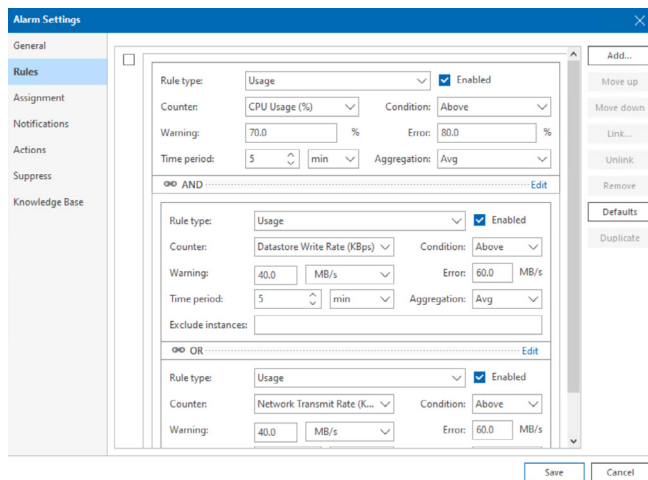 Alarm Settings
General
Rules
Assignment
Notifications
Actions
Suppress
Knowledge Base
Rule type: Usage Enabled
Counter: CPU Usage (%) Condition: Above
Warning: 70.0 % Error: 80.0 %
Time period: 5 min Aggregation: Avg
AND Edit
Rule type: Usage Enabled
Counter: Datastore Write Rate (KBps) Condition: Above
Warning: 40.0 MB/s Error: 60.0 MB/s
Time period: 5 min Aggregation: Avg
Exclude instances:
OR Edit
Rule type: Usage Enabled
Counter: Network Transmit Rate (K... Condition: Above
Warning: 40.0 MB/s Error: 60.0 MB/s
Add...
Move up
Move down
Link...
Unlink
Remove
Defaults
Duplicate
Save Cancel